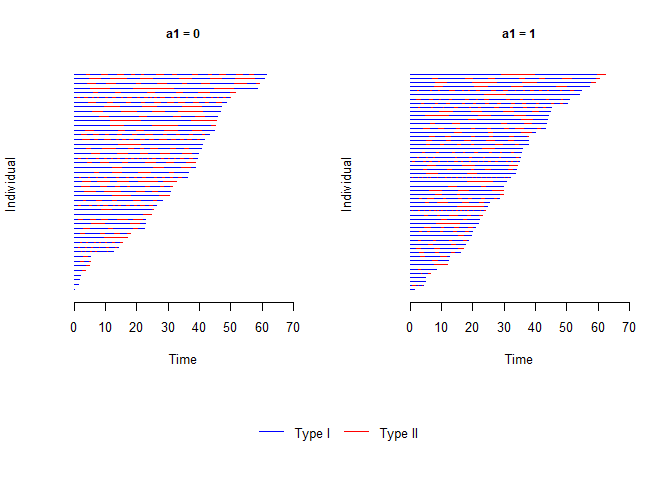 a1 = 0
a1 = 1
Individual
Individual
0 10 20 30 40 50 60 70
0 10 20 30 40 50 60 70
Time
Time
Type I
Type II